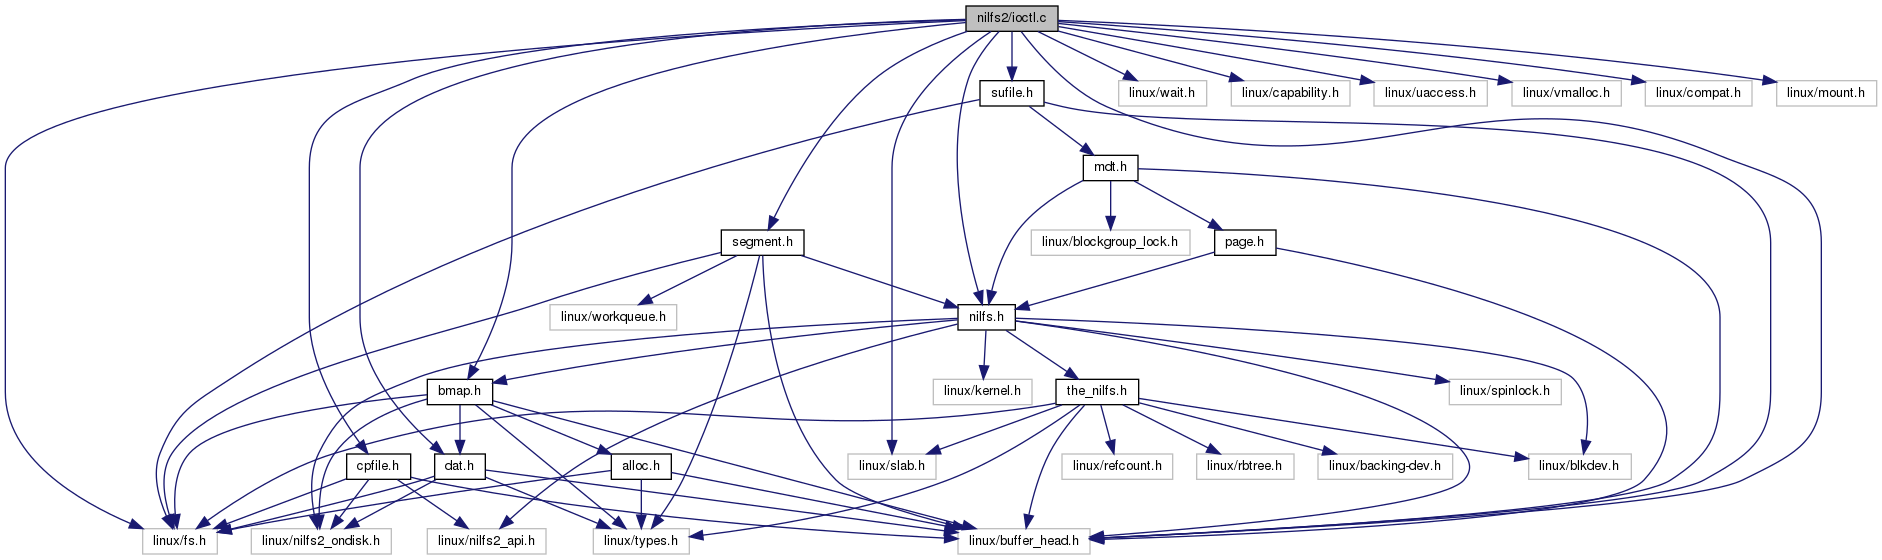 nilfs2/ioctl.c
sufile.h
linux/wait.h
linux/capability.h
linux/uaccess.h
linux/vmalloc.h
linux/compat.h
linux/mount.h
mdt.h
segment.h
linux/blockgroup_lock.h
page.h
linux/workqueue.h
nilfs.h
bmap.h
linux/kernel.h
the_nilfs.h
linux/spinlock.h
cpfile.h
dat.h
alloc.h
linux/slab.h
linux/refcount.h
linux/rbtree.h
linux/backing-dev.h
linux/blkdev.h
linux/fs.h
linux/nilfs2_ondisk.h
linux/nilfs2_api.h
linux/types.h
linux/buffer_head.h